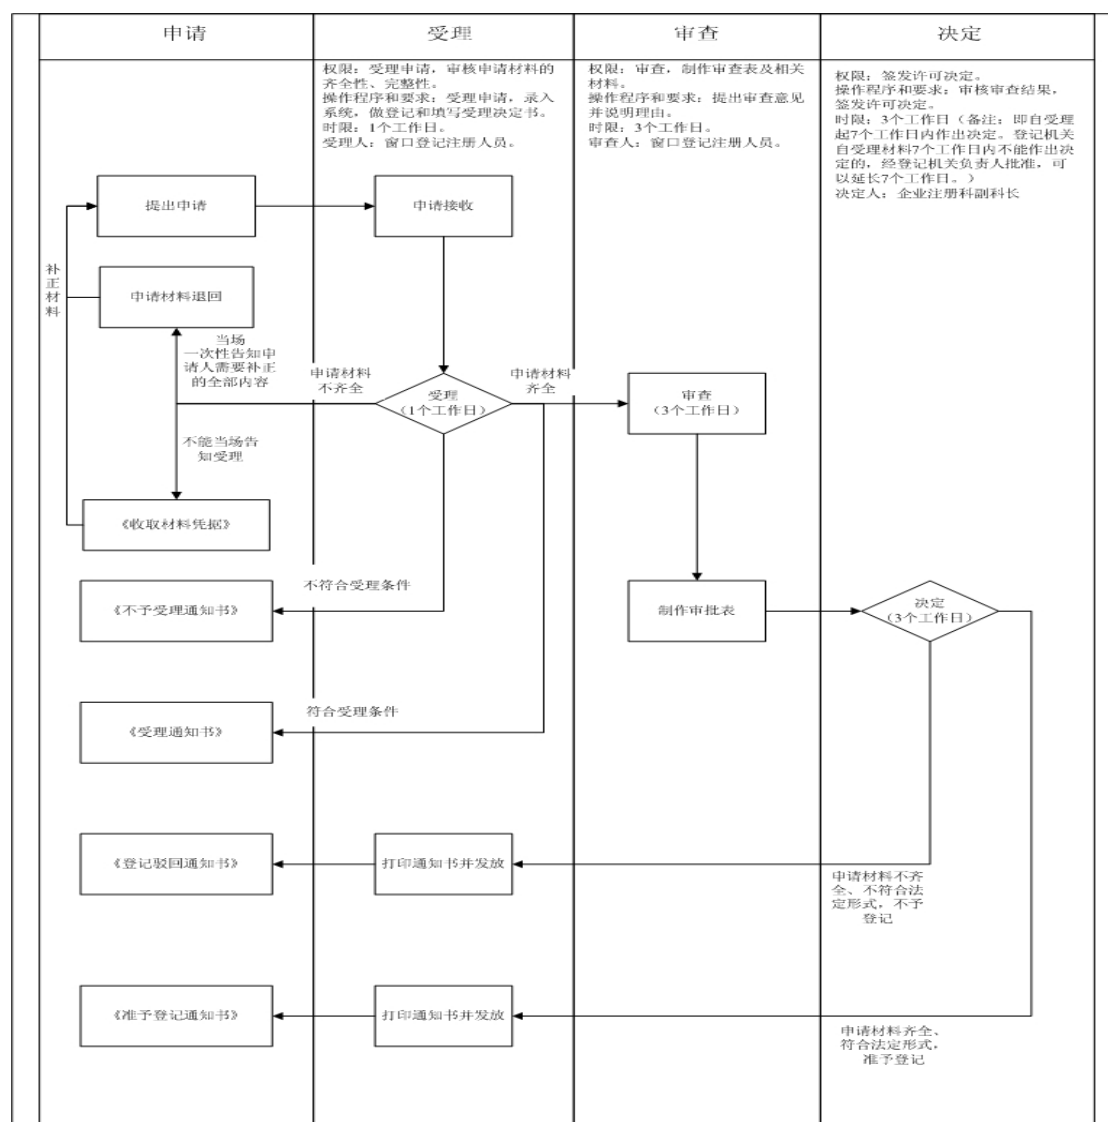 申请
受理
审查
决定
权限：受理申请，审核申请材料的
齐全性、完整性。
操作程序和要求：受理申请，录入
系统，做登记和填写受理决定书。
时限：1个工作日。
受理人：窗口登记注册人员。
权限：审查，制作审查表及相关
材料。
操作程序和要求：提出审查意见
并说明理由。
时限：3个工作日。
审查人：窗口登记注册人员。
权限：签发许可决定。
操作程序和要求：审核审查结果，
签发许可决定。
时限：3个工作日（备注：即自受理
起7个工作日内作出决定。登记机关
自受理材料7个工作日内不能作出决
定的，经登记机关负责人批准，可
以延长7个工作日。）
决定人：企业注册科副科长
提出申请
申请接收
补
正
材
料
申请材料退回
当场
一次性告知申
请人需要补正
的全部内容
申请材料
不齐全
申请材料
齐全
受理
（1个工作日）
审查
（3个工作日）
不能当场告
知受理
《收取材料凭据》
不符合受理条件
《不予受理通知书》
制作审批表
决定
（3个工作日）
符合受理条件
《受理通知书》
《登记驳回通知书》
打印通知书并发放
申请材料不齐
全、不符合法
定形式，不予
登记
《准予登记通知书》
打印通知书并发放
申请材料齐全、
符合法定形式，
准予登记